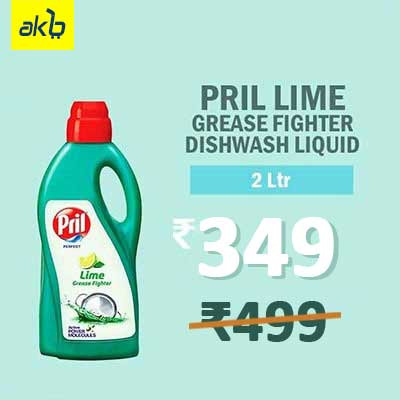 akb
PRIL LIME
GREASE FIGHTER
DISHWASH LIQUID
2 Ltr
₹349
₹499
Pril
PERFECT
Lime
Grease Fighter
Active
POWER
MOLECULES